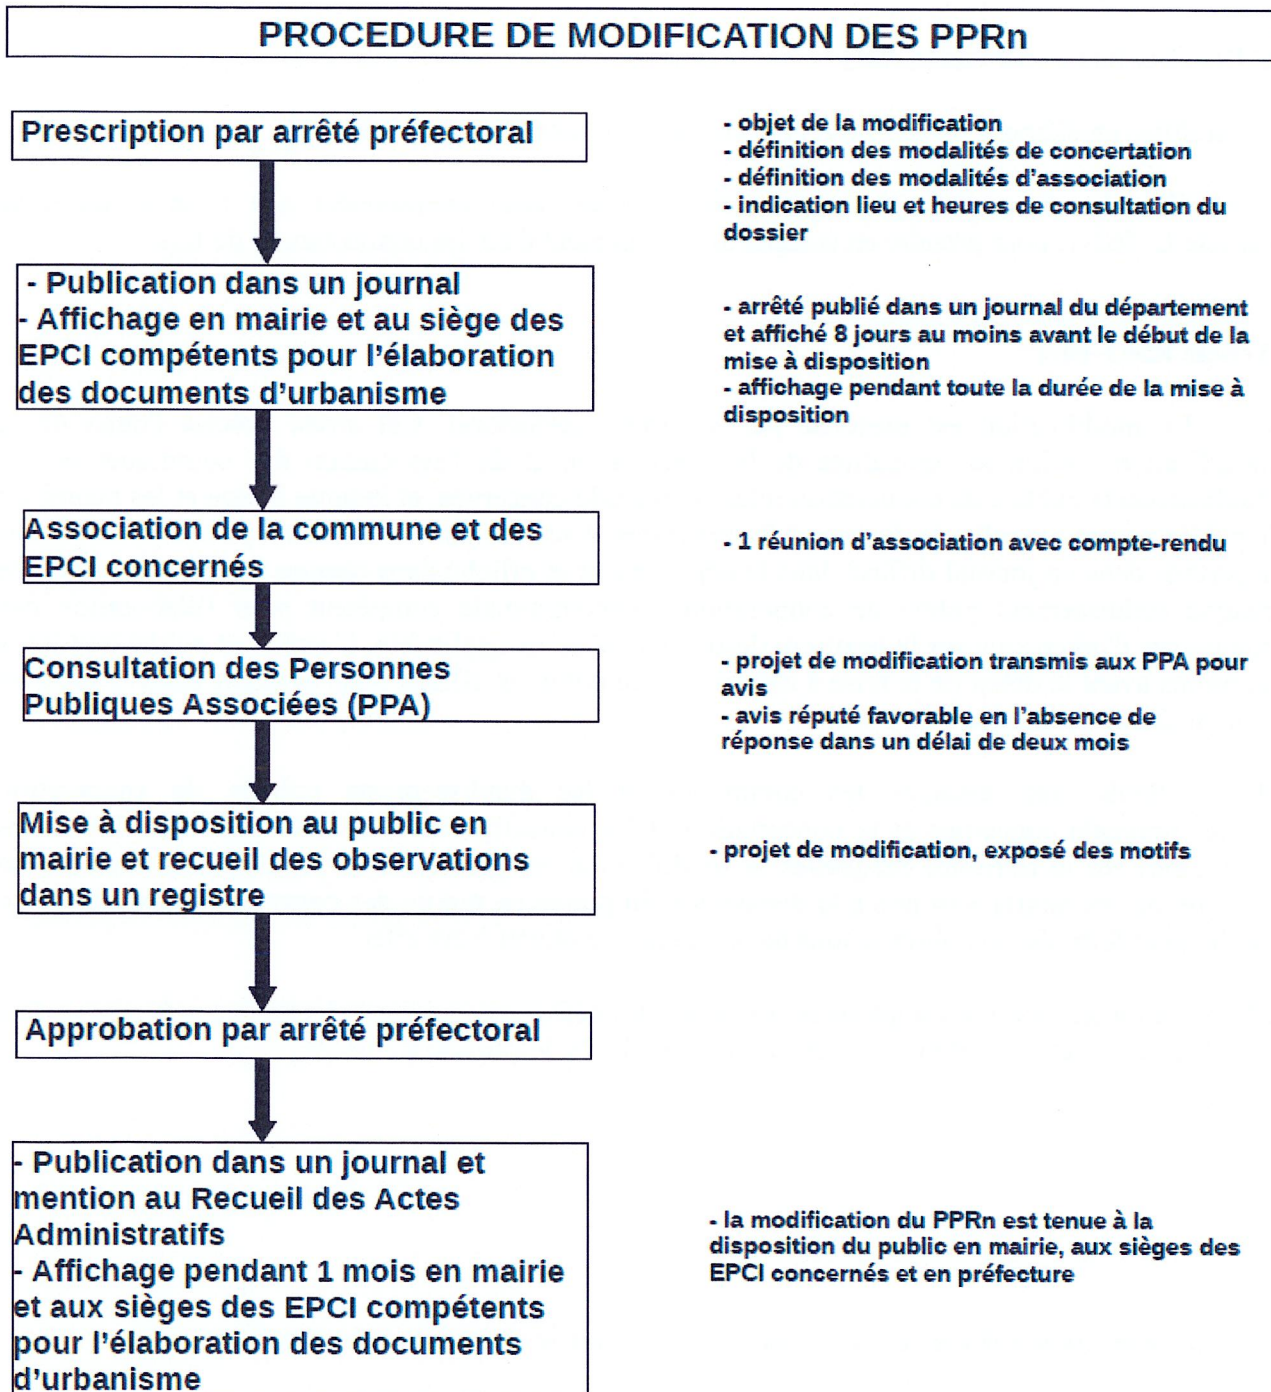 PROCEDURE DE MODIFICATION DES PPRn
Prescription par arrêté préfectoral
- objet de la modification
- définition des modalités de concertation
- définition des modalités d'association
- indication lieu et heures de consultation du
dossier
- Publication dans un journal
- Affichage en mairie et au siège des
EPCI compétents pour l'élaboration
des documents d'urbanisme
- arrêté publié dans un journal du département
et affiché 8 jours au moins avant le début de la
mise à disposition
- affichage pendant toute la durée de la mise à
disposition
Association de la commune et des
EPCI concernés
- 1 réunion d'association avec compte-rendu
Consultation des Personnes
Publiques Associées (PPA)
- projet de modification transmis aux PPA pour
avis
- avis réputé favorable en l'absence de
réponse dans un délai de deux mois
Mise à disposition au public en
mairie et recueil des observations
dans un registre
- projet de modification, exposé des motifs
Approbation par arrêté préfectoral
- Publication dans un journal et
mention au Recueil des Actes
Administratifs
- Affichage pendant 1 mois en mairie
et aux sièges des EPCI compétents
pour l'élaboration des documents
d'urbanisme
- la modification du PPRn est tenue à la
disposition du public en mairie, aux sièges des
EPCI concernés et en préfecture